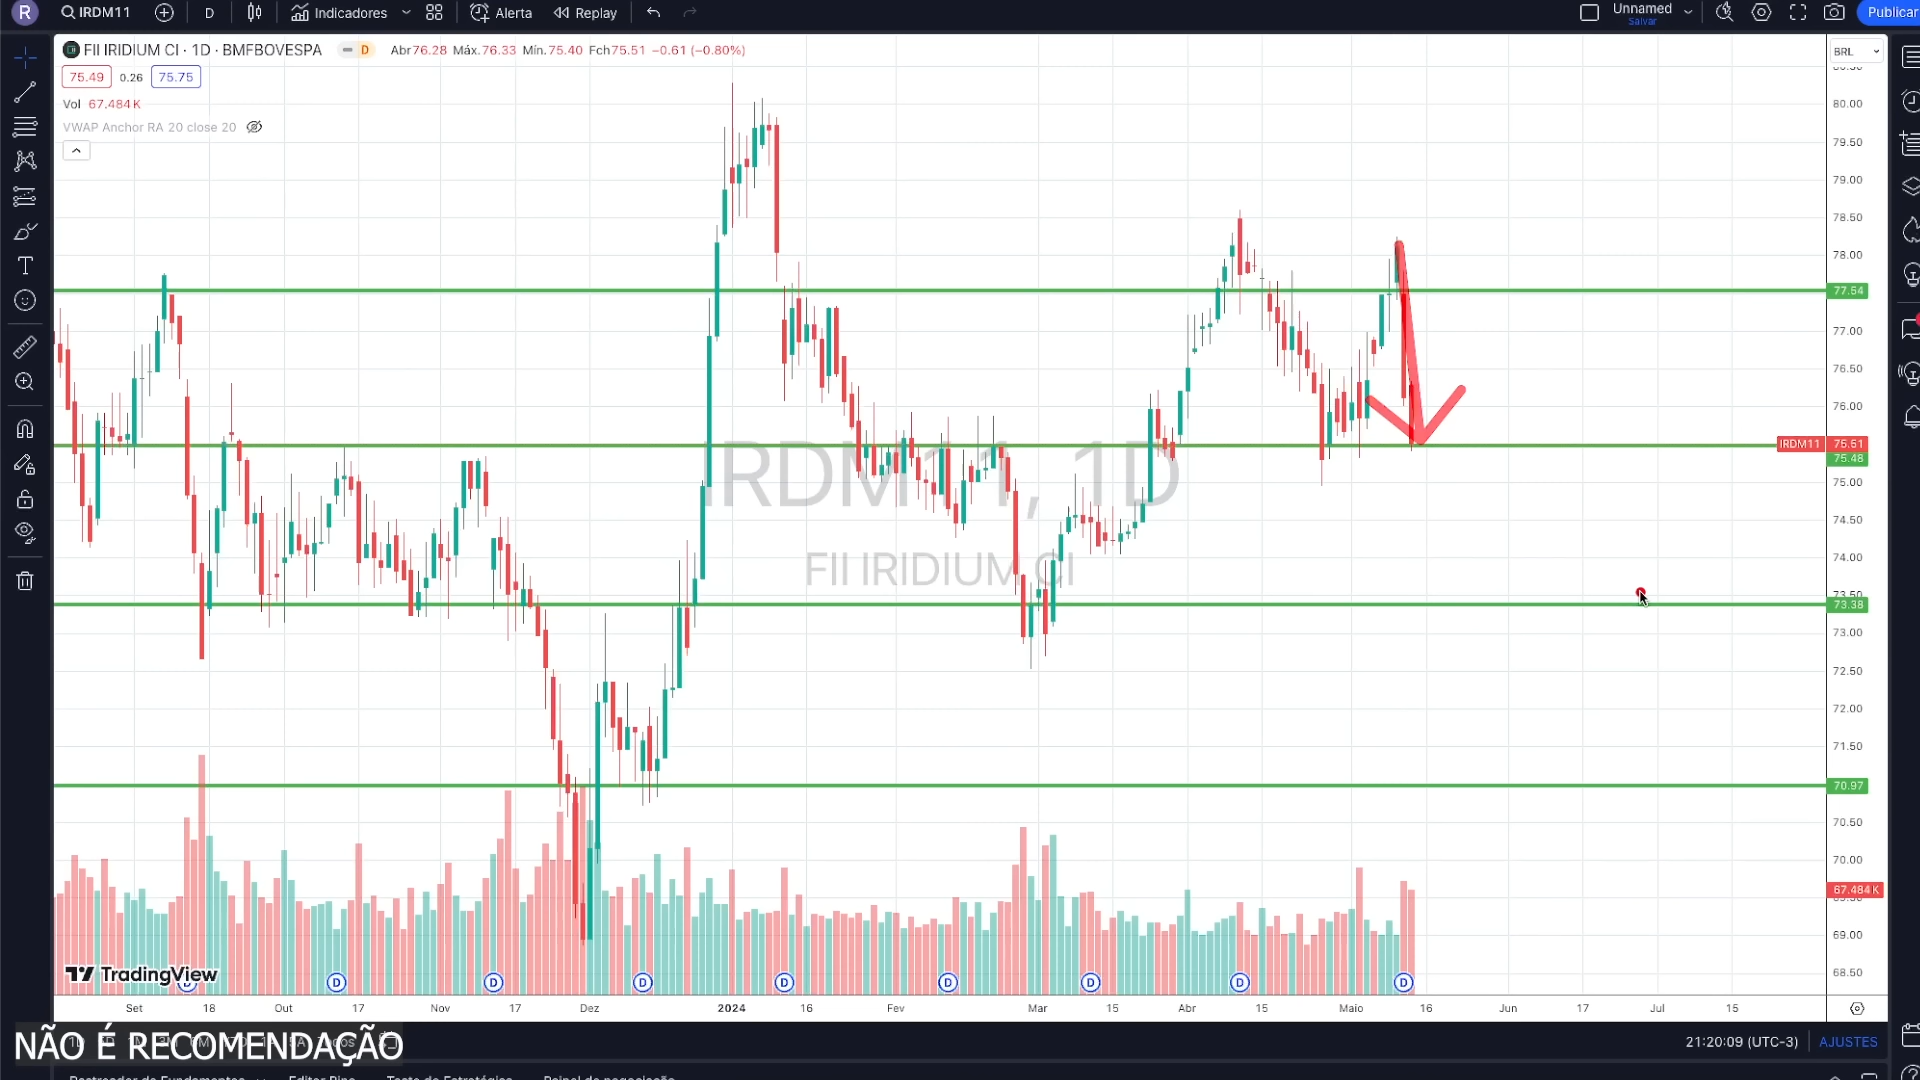 R IRDM11 D Indicadores Alerta Replay Unnamed Salvar Publicar
FII IRIDIUM CI · 1D · BMFBOVESPA D Abr76.28 Máx.76.33 Mín.75.40 Fch75.51 −0.61 (−0.80%) BRL
75.49 0.26 75.75
Vol 67.484K
VWAP Anchor RA 20 close 20
80.00
79.50
79.00
78.50
78.00
77.54
77.00
76.50
76.00
IRDM11 75.51
75.48
75.00
74.50
74.00
73.50
73.38
73.00
72.50
72.00
71.50
70.97
70.50
70.00
67.484K
69.00
68.50
IRDM11, 1D
FII IRIDIUM CI
TradingView
D D D D D D D D D
Set 18 Out 17 Nov 17 Dez 2024 16 Fev Mar 15 Abr 15 Maio 16 Jun 17 Jul 15
NÃO É RECOMENDAÇÃO
21:20:09 (UTC-3) AJUSTES